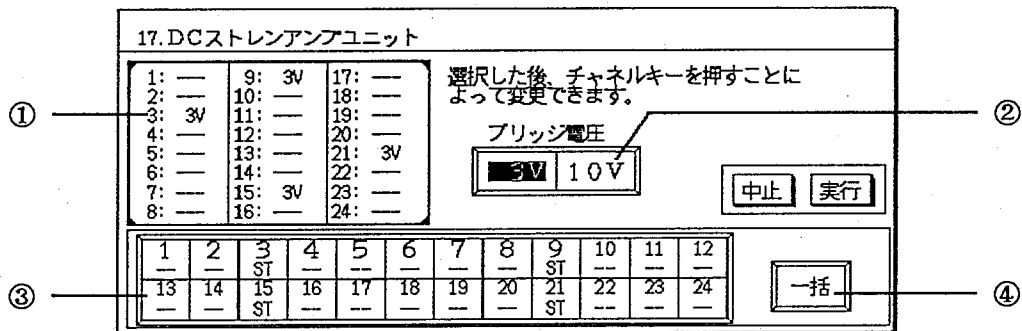 17.DCストレンアンプユニット
1: —— 9: 3V 17: ——
2: —— 10: —— 18: ——
3: 3V 11: —— 19: ——
4: —— 12: —— 20: ——
5: —— 13: —— 21: 3V
6: —— 14: —— 22: ——
7: —— 15: 3V 23: ——
8: —— 16: —— 24: ——
選択した後、チャネルキーを押すことに
よって変更できます。
ブリッジ電圧
3V 10V
中止 実行
1 2 3 4 5 6 7 8 9 10 11 12
-- -- ST -- -- -- -- -- ST -- -- --
13 14 15 16 17 18 19 20 21 22 23 24
-- -- ST -- -- -- -- -- ST -- -- --
一括
①
②
③
④